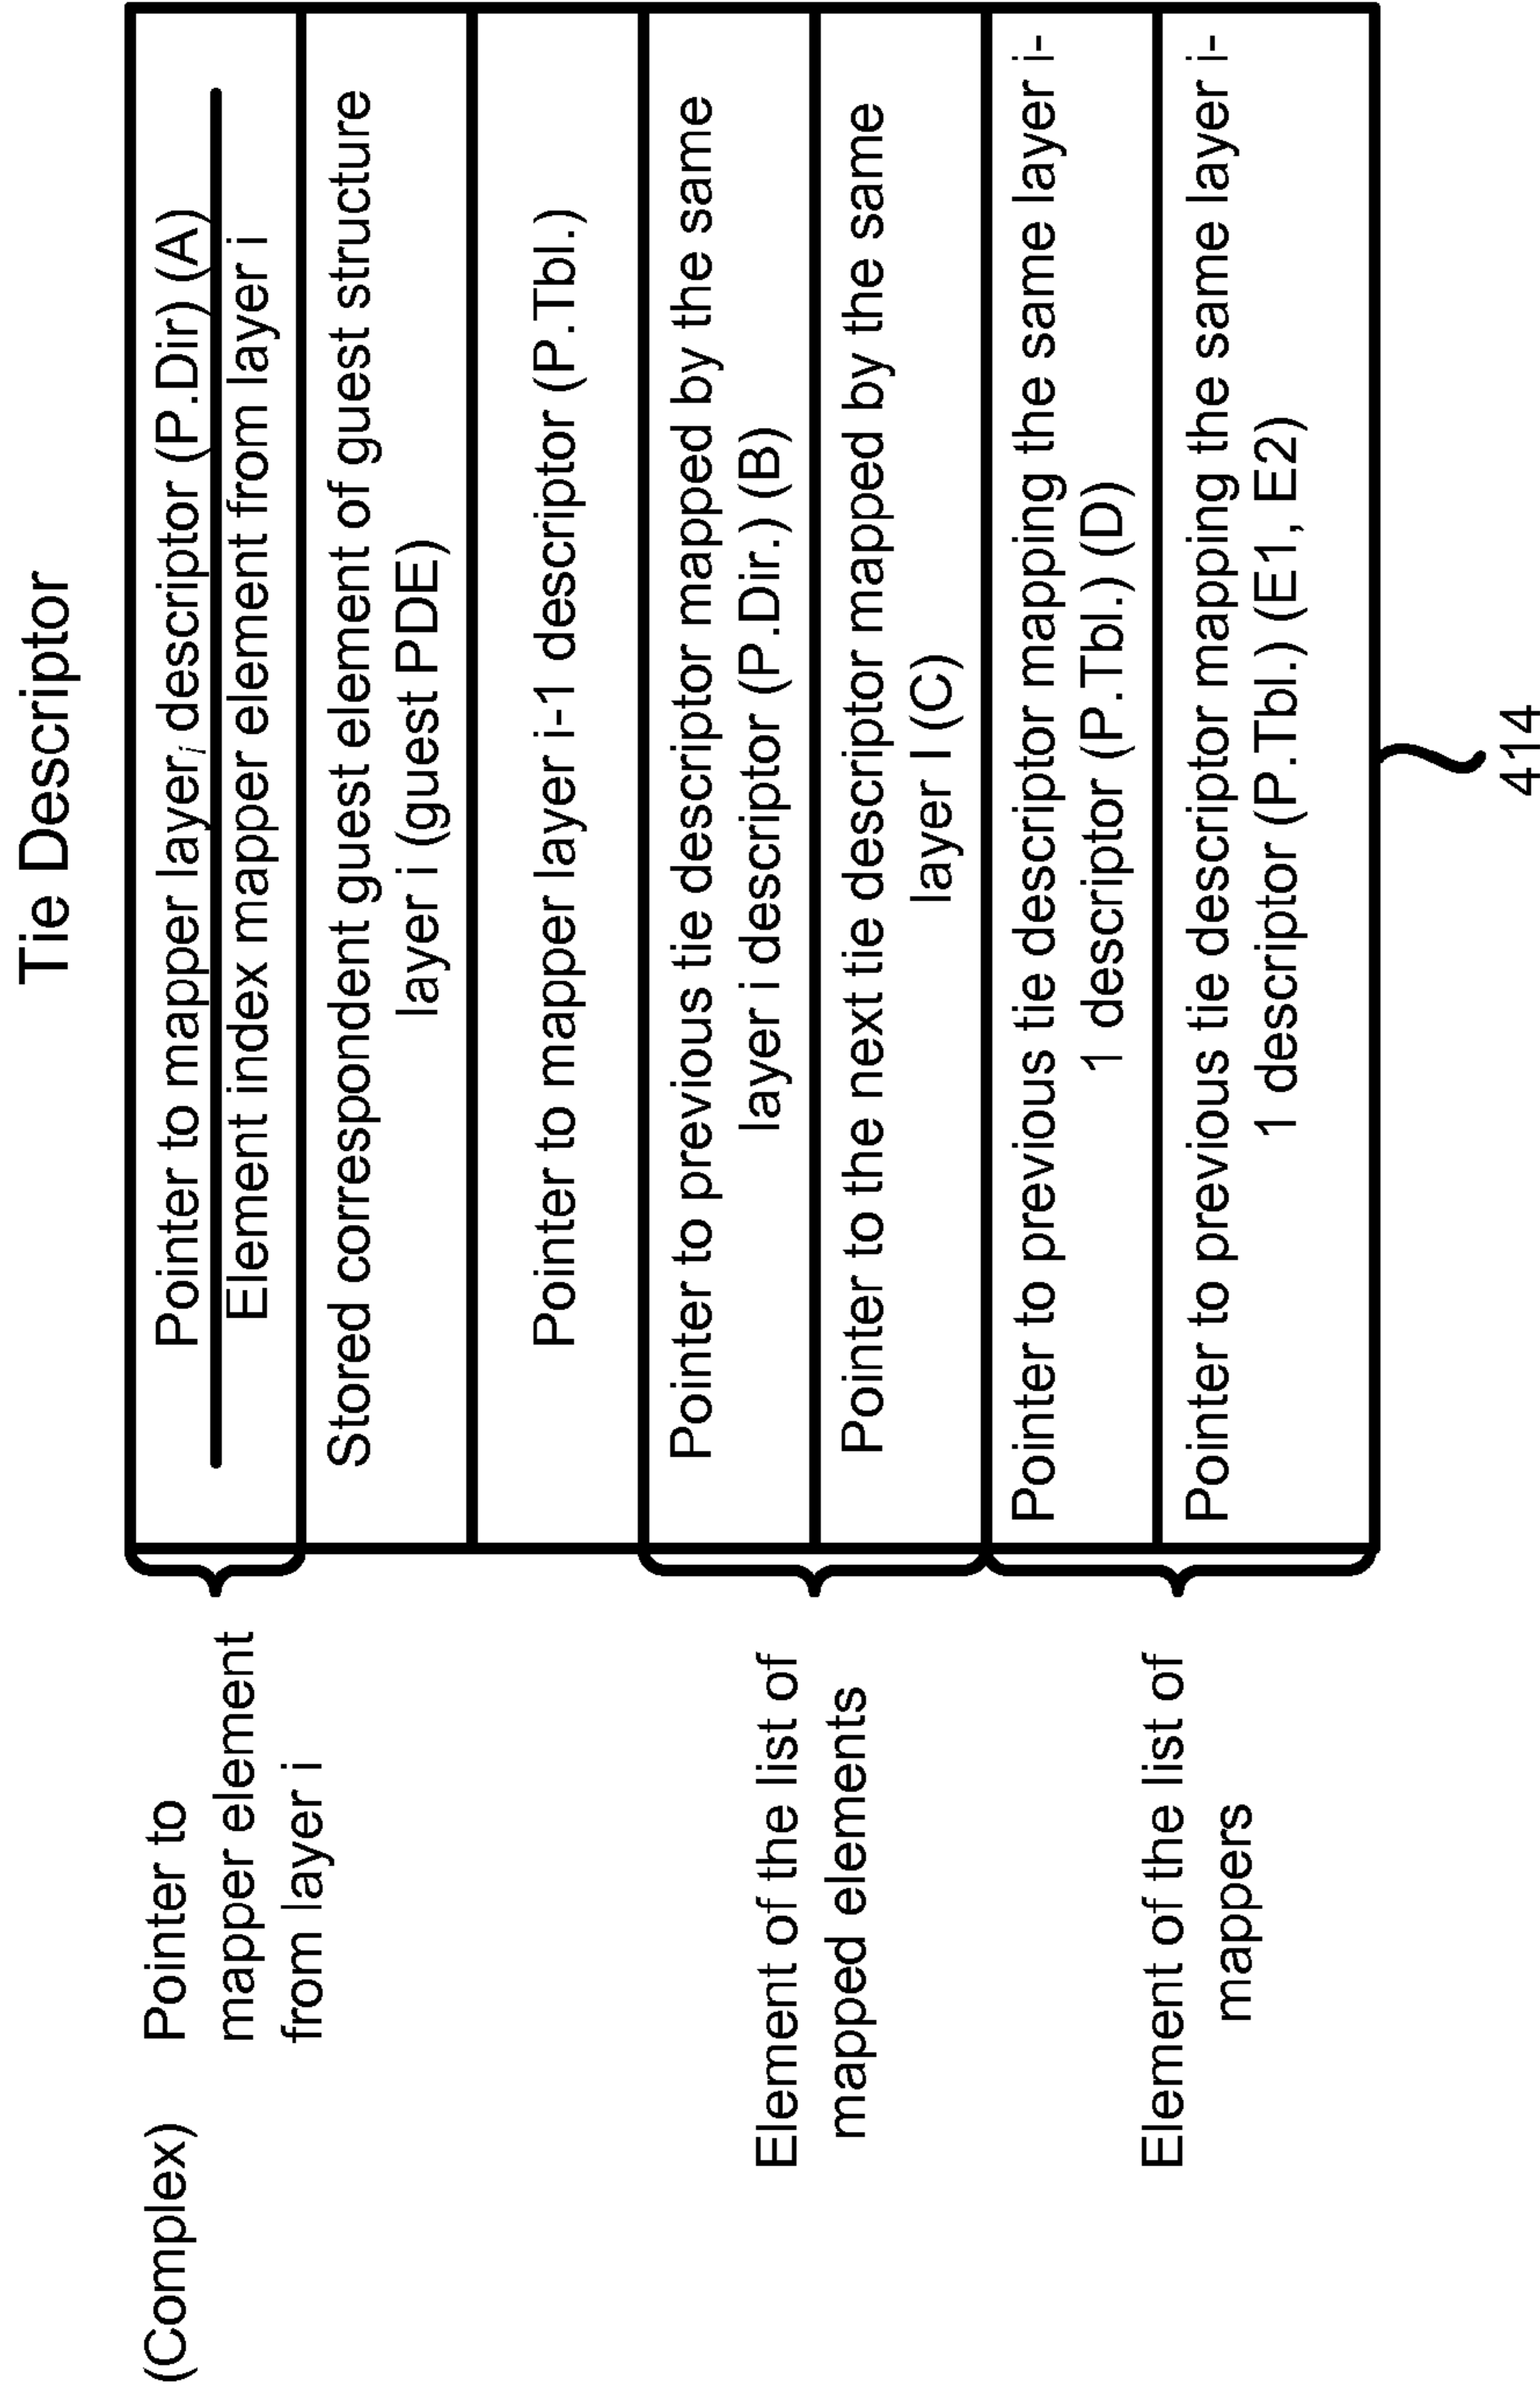 Tie Descriptor
(Complex) Pointer to
mapper element
from layer i
Pointer to mapper layer i descriptor (P.Dir) (A)
Element index mapper element from layer i
Stored correspondent guest element of guest structure
layer i (guest PDE)
Pointer to mapper layer i-1 descriptor (P.Tbl.)
Element of the list of
mapped elements
Pointer to previous tie descriptor mapped by the same
layer i descriptor (P.Dir.) (B)
Pointer to the next tie descriptor mapped by the same
layer I (C)
Element of the list of
mappers
Pointer to previous tie descriptor mapping the same layer i-
1 descriptor (P.Tbl.) (D)
Pointer to previous tie descriptor mapping the same layer i-
1 descriptor (P.Tbl.) (E1, E2)
414